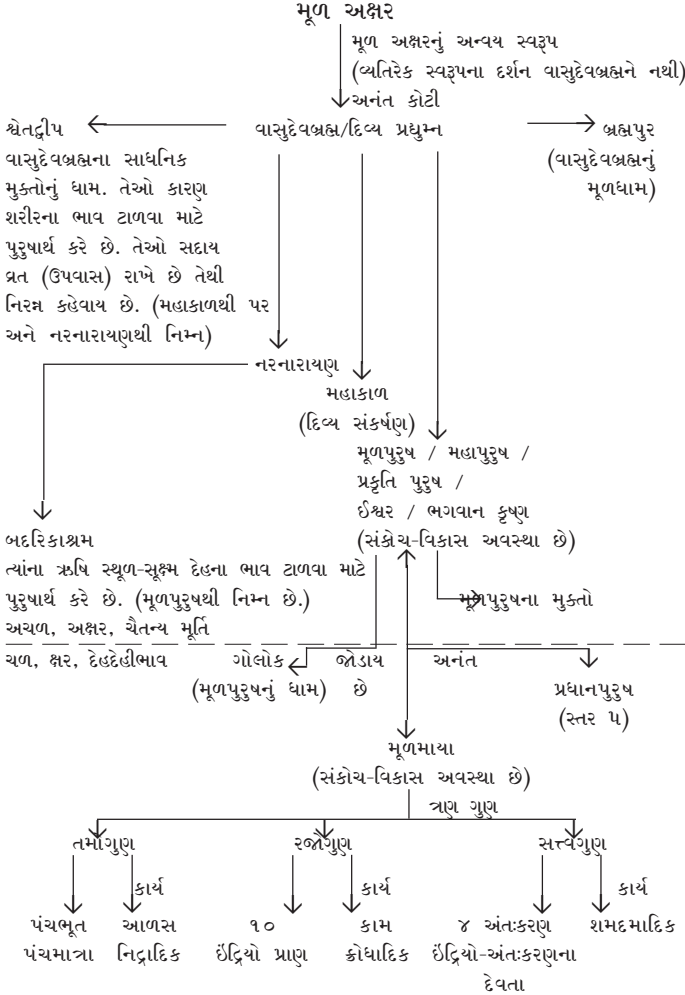 મૂળ અક્ષર
મૂળ અક્ષરનું અન્વય સ્વરૂપ
(વ્યતિરેક સ્વરૂપના દર્શન વાસુદેવબ્રહ્મને નથી)
અનંત કોટી
શ્વેતદ્વીપ
વાસુદેવબ્રહ્મ/દિવ્ય પ્રદ્યુમ્ન
બ્રહ્મપુર
(વાસુદેવબ્રહ્મનું
મૂળધામ)
વાસુદેવબ્રહ્મના સાધનિક
મુક્તોનું ધામ. તેઓ કારણ
શરીરના ભાવ ટાળવા માટે
પુરુષાર્થ કરે છે. તેઓ સદાય
વ્રત (ઉપવાસ) રાખે છે તેથી
નિરન્ન કહેવાય છે. (મહાકાળથી પર
અને નરનારાયણથી નિમ્ન)
નરનારાયણ
મહાકાળ
(દિવ્ય સંકર્ષણ)
મૂળપુરુષ / મહાપુરુષ /
પ્રકૃતિ પુરુષ /
ઈશ્વર / ભગવાન કૃષ્ણ
(સંકોચ-વિકાસ અવસ્થા છે)
બદરિકાશ્રમ
ત્યાંના ઋષિ સ્થૂળ-સૂક્ષ્મ દેહના ભાવ ટાળવા માટે
પુરુષાર્થ કરે છે. (મૂળપુરુષથી નિમ્ન છે.)
અચળ, અક્ષર, ચૈતન્ય મૂર્તિ
મૂળપુરુષના મુક્તો
ચળ, ક્ષર, દેહદેહીભાવ
ગોલોક
(મૂળપુરુષનું ધામ)
જોડાય
છે
અનંત
પ્રધાનપુરુષ
(સ્તર ૫)
મૂળમાયા
(સંકોચ-વિકાસ અવસ્થા છે)
ત્રણ ગુણ
તમોગુણ રજોગુણ સત્ત્વગુણ
કાર્ય કાર્ય કાર્ય
પંચભૂત આળસ ૧૦ કામ ૪ અંતઃકરણ શમદમાદિક
પંચમાત્રા નિદ્રાદિક ઇંદ્રિયો પ્રાણ ક્રોધાદિક ઇંદ્રિયો-અંતઃકરણના
દેવતા